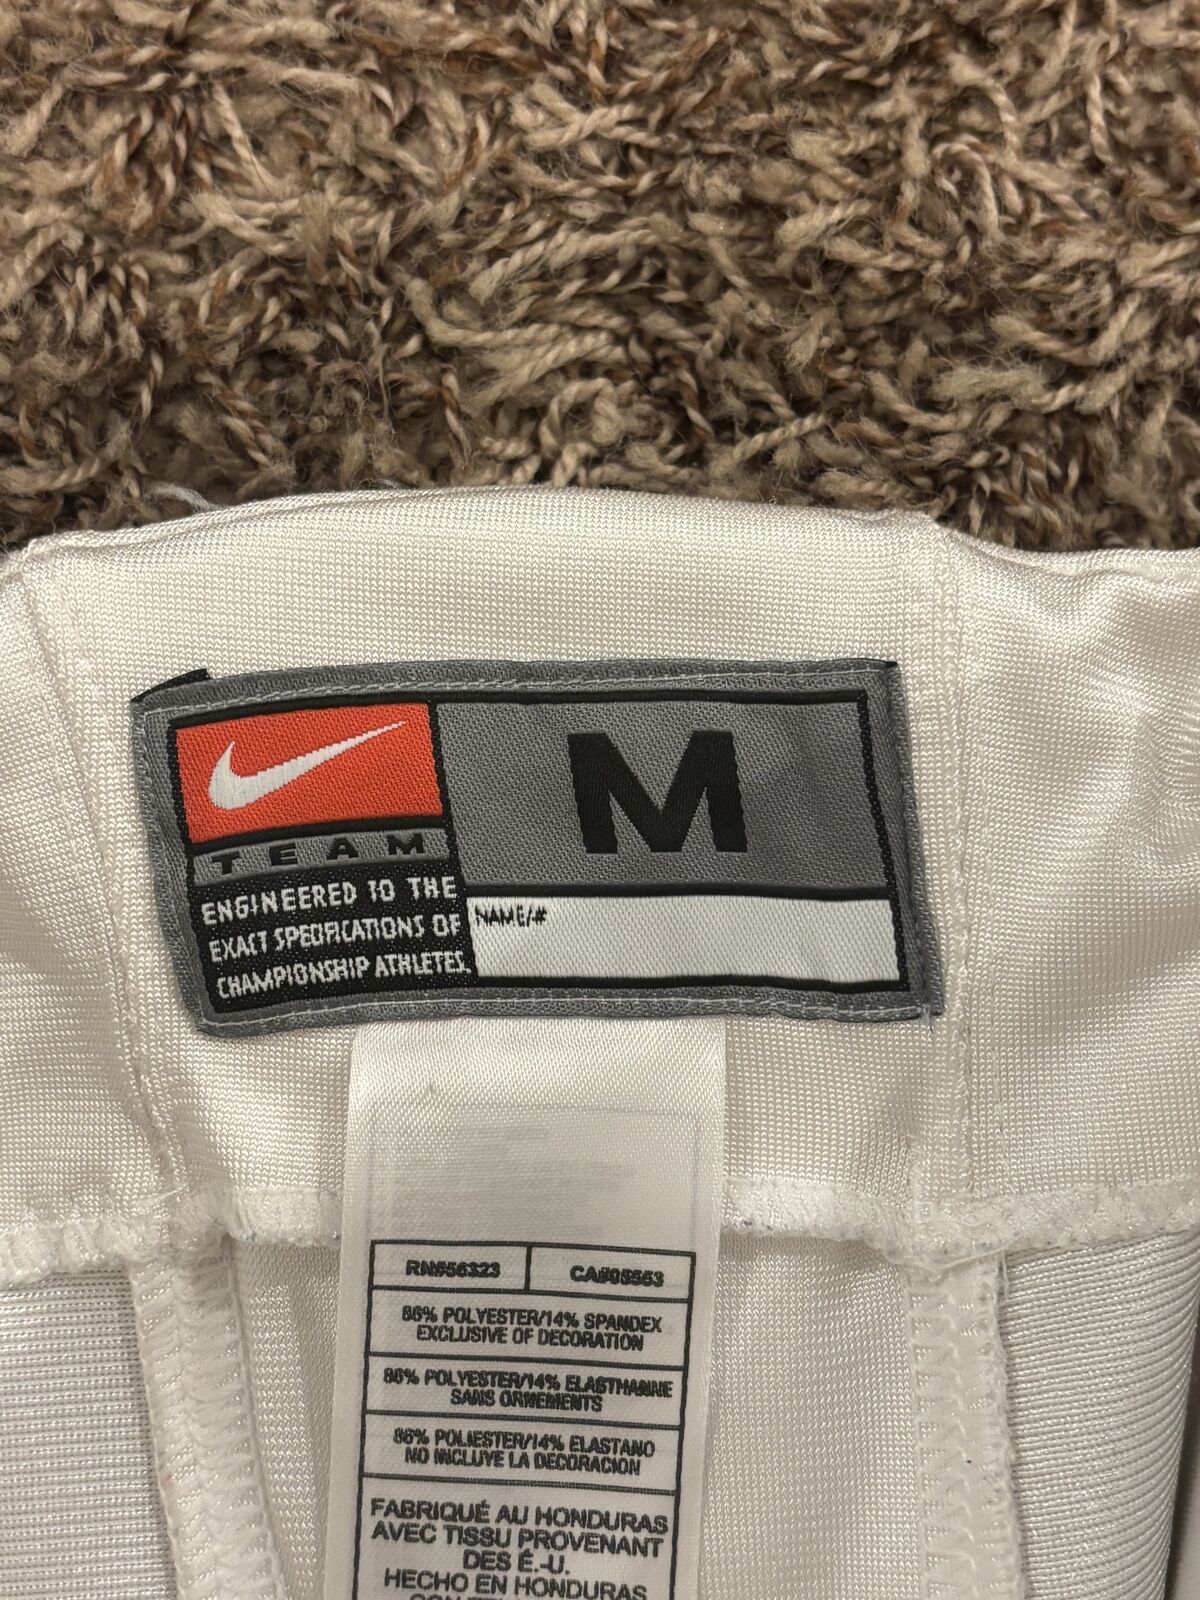 M
TEAM
ENGINEERED TO THE
EXACT SPECIFICATIONS OF
CHAMPIONSHIP ATHLETES.
NAME/#
RN#56323
CA#05553
86% POLYESTER/14% SPANDEX
EXCLUSIVE OF DECORATION
86% POLYESTER/14% ELASTHANNE
SANS ORNEMENTS
86% POLIESTER/14% ELASTANO
NO INCLUYE LA DECORACION
FABRIQUÉ AU HONDURAS
AVEC TISSU PROVENANT
DES É.-U.
HECHO EN HONDURAS